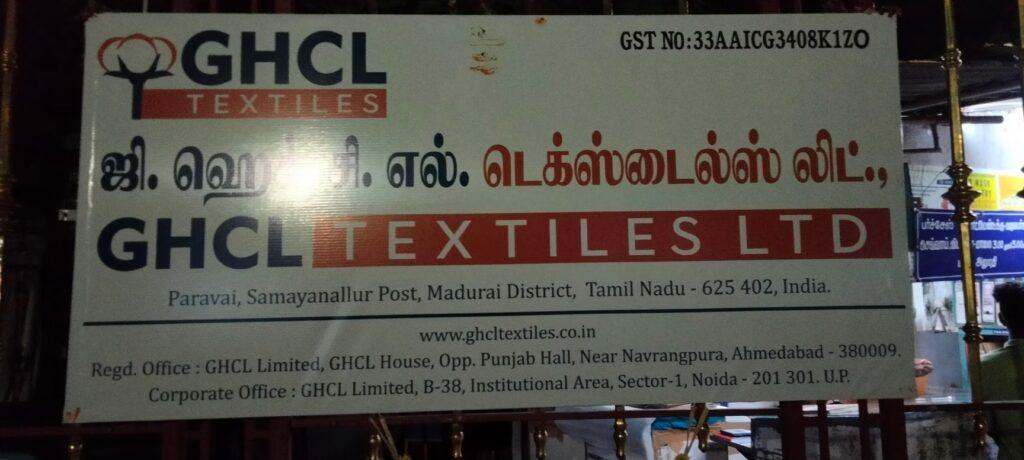 GHCL
TEXTILES
GST NO:33AAICG3408K1ZO
ஜி. ஹெச். சி. எல். டெக்ஸ்டைல்ஸ் லிட்.,
GHCL TEXTILES LTD
Paravai, Samayanallur Post, Madurai District, Tamil Nadu - 625 402, India.
www.ghcltextiles.co.in
Regd. Office : GHCL Limited, GHCL House, Opp. Punjab Hall, Near Navrangpura, Ahmedabad - 380009.
Corporate Office : GHCL Limited, B-38, Institutional Area, Sector-1, Noida - 201 301. U.P.